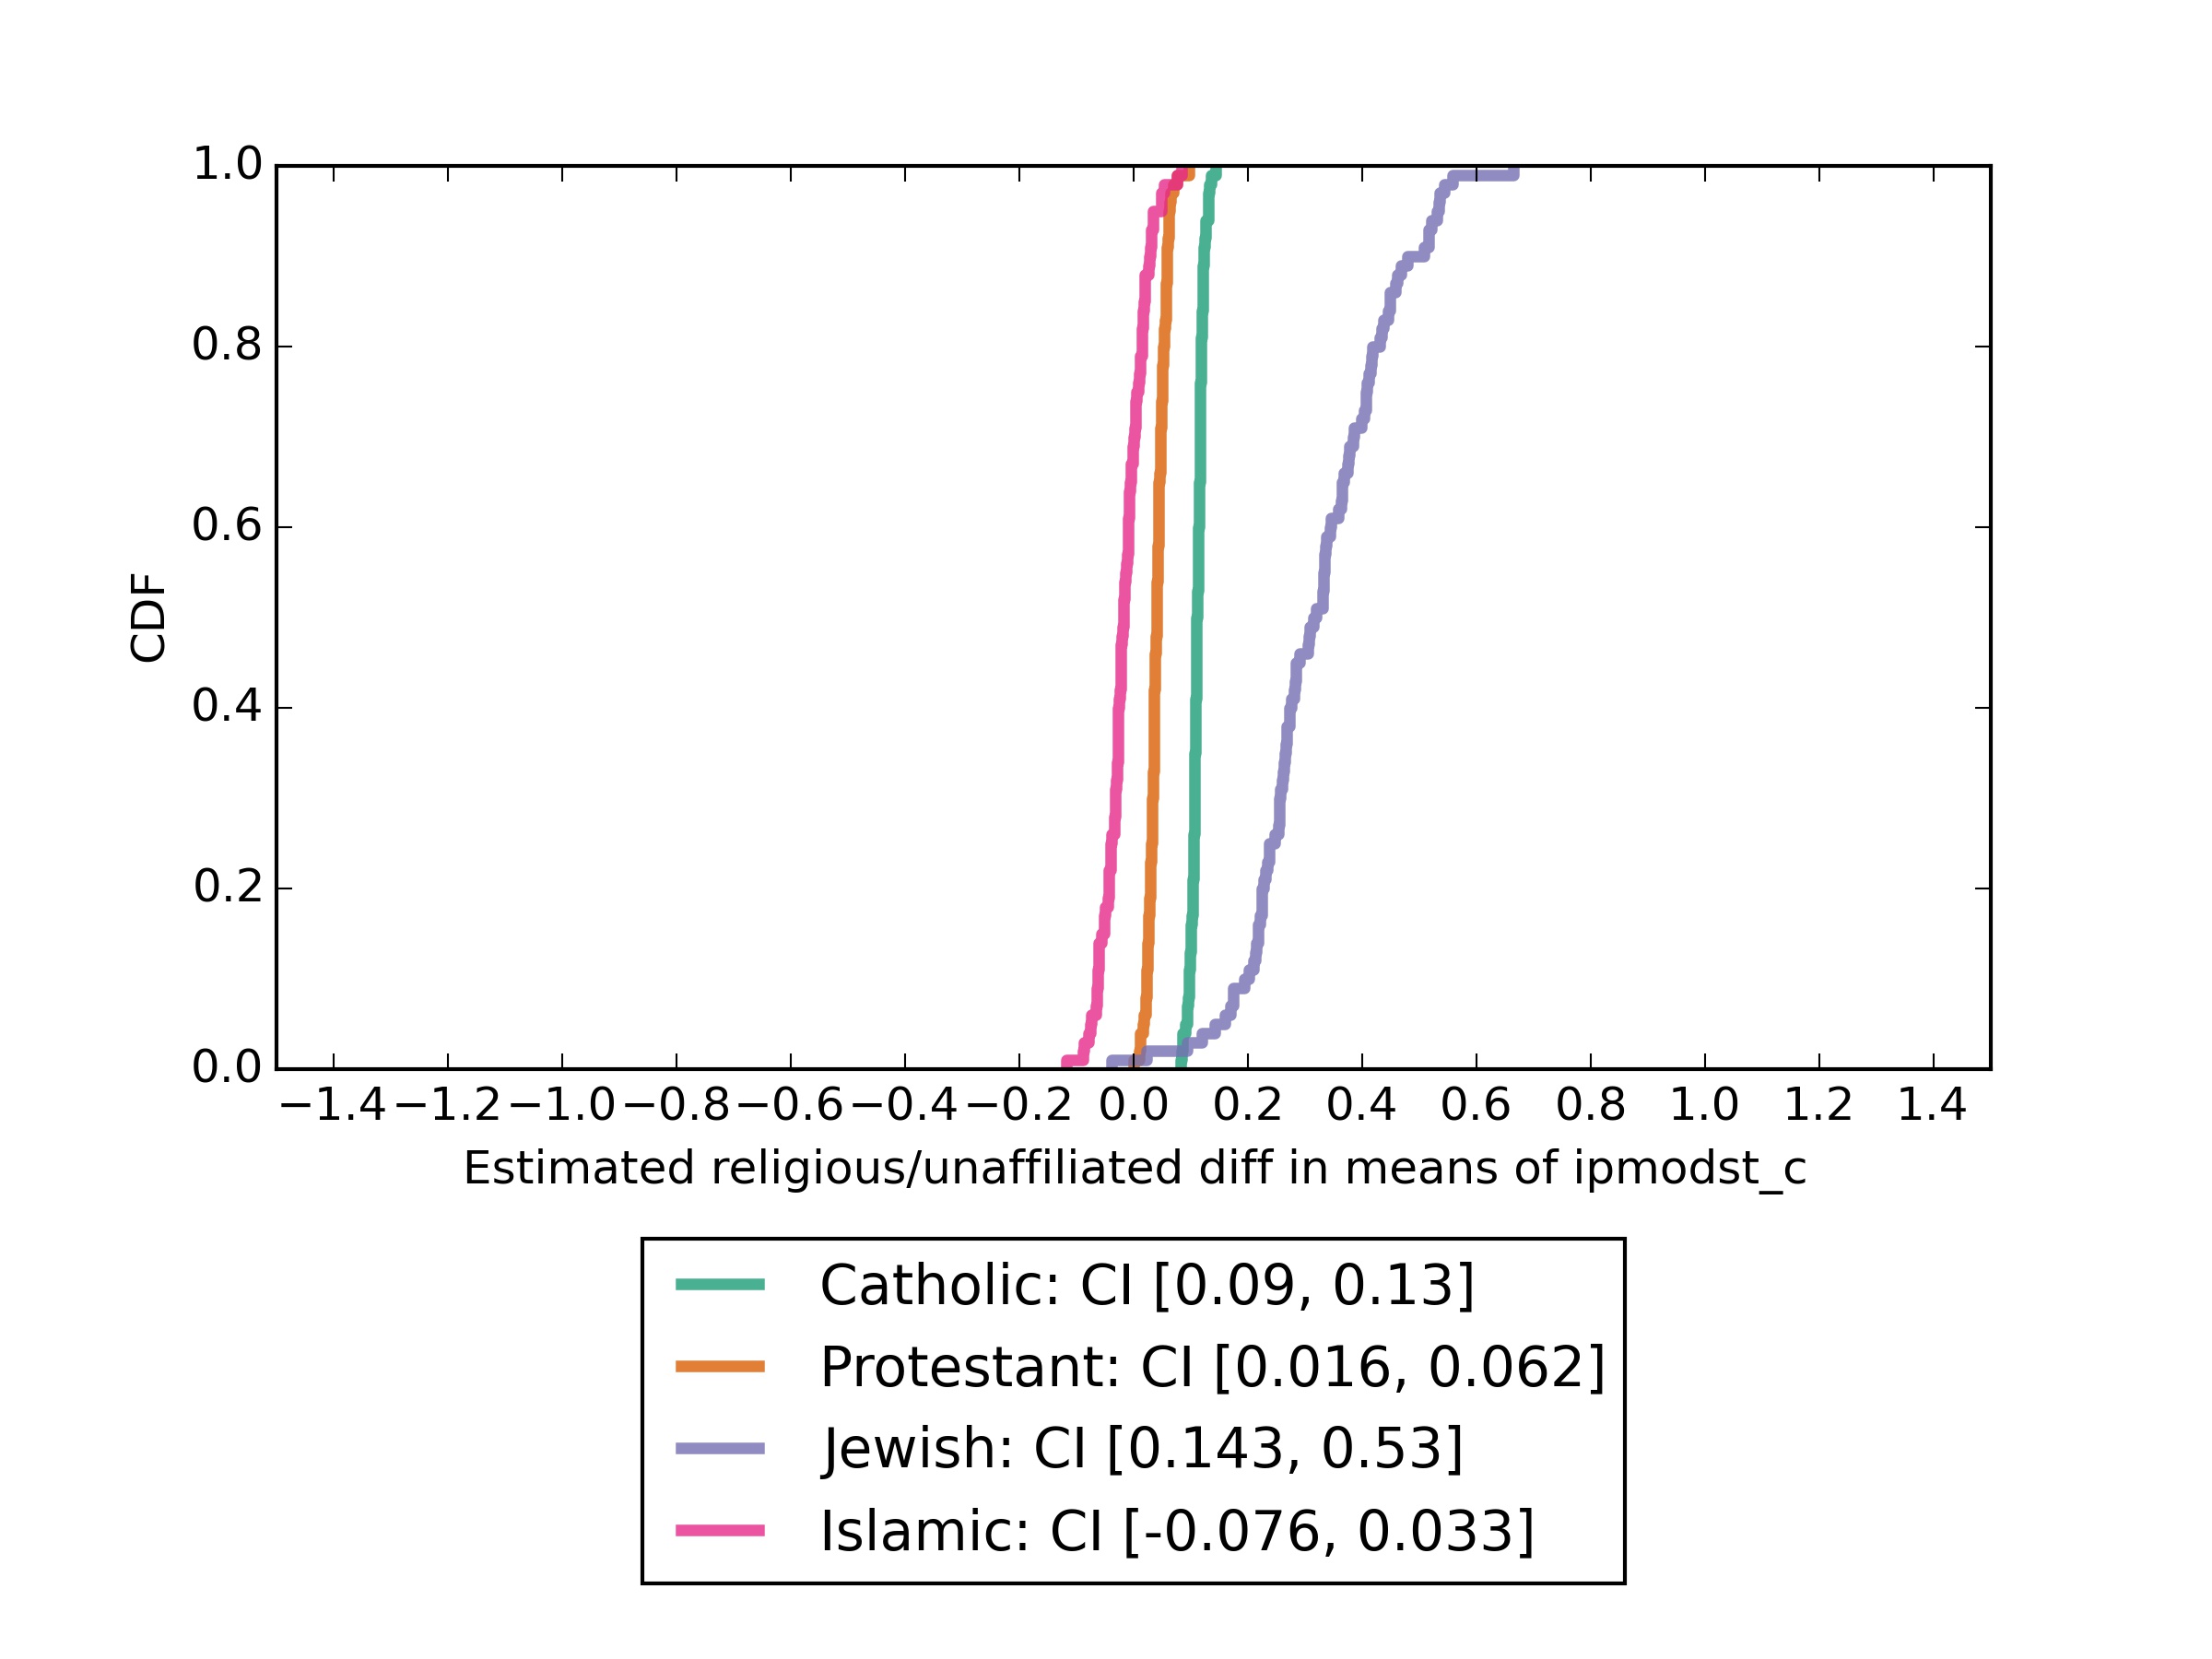 1.0
0.8
0.6
0.4
0.2
0.0
CDF
−1.4 −1.2 −1.0 −0.8 −0.6 −0.4 −0.2 0.0 0.2 0.4 0.6 0.8 1.0 1.2 1.4
Estimated religious/unaffiliated diff in means of ipmodst_c
Catholic: CI [0.09, 0.13]
Protestant: CI [0.016, 0.062]
Jewish: CI [0.143, 0.53]
Islamic: CI [-0.076, 0.033]